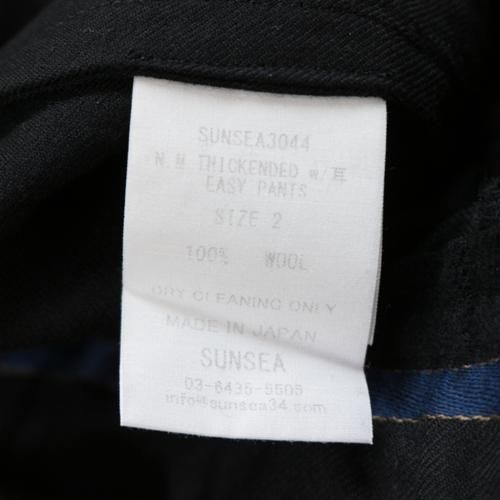 SUNSEA3044
N.M THICKENDED w/耳
EASY PANTS
SIZE 2
100% WOOL
DRY CLEANING ONLY
MADE IN JAPAN
SUNSEA
03-6435-5505
info@sunsea34.com